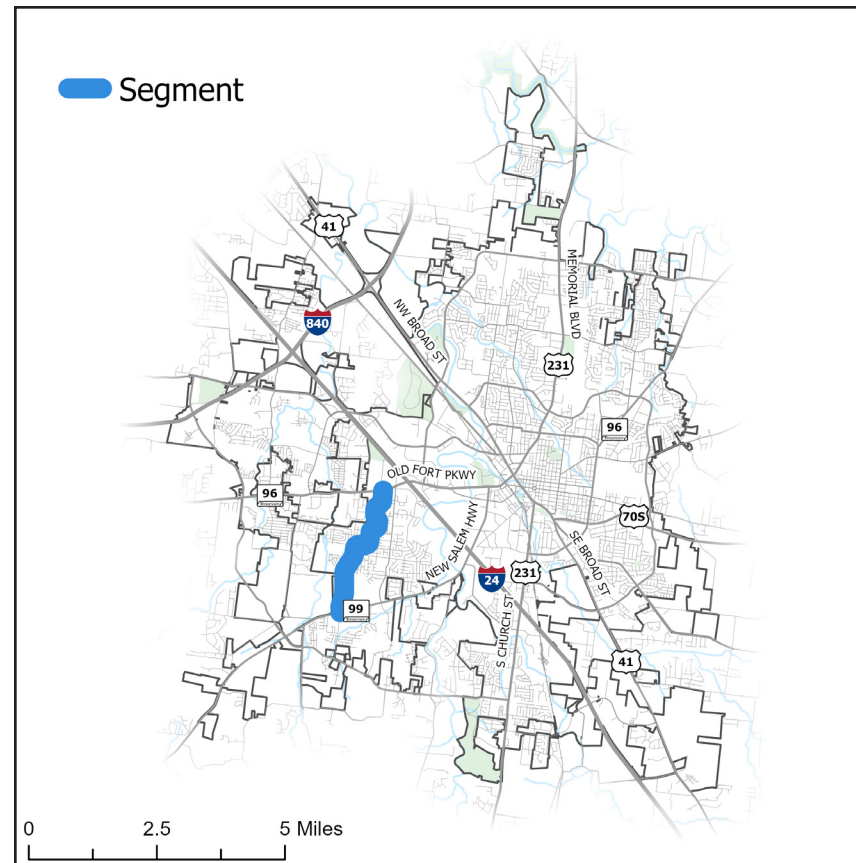 Segment
41
MEMORIAL BLVD
840
NW BROAD ST
231
96
OLD FORT PKWY
96
70S
NEW SALEM HWY
SE BROAD ST
24
231
99
S CHURCH ST
41
0 2.5 5 Miles